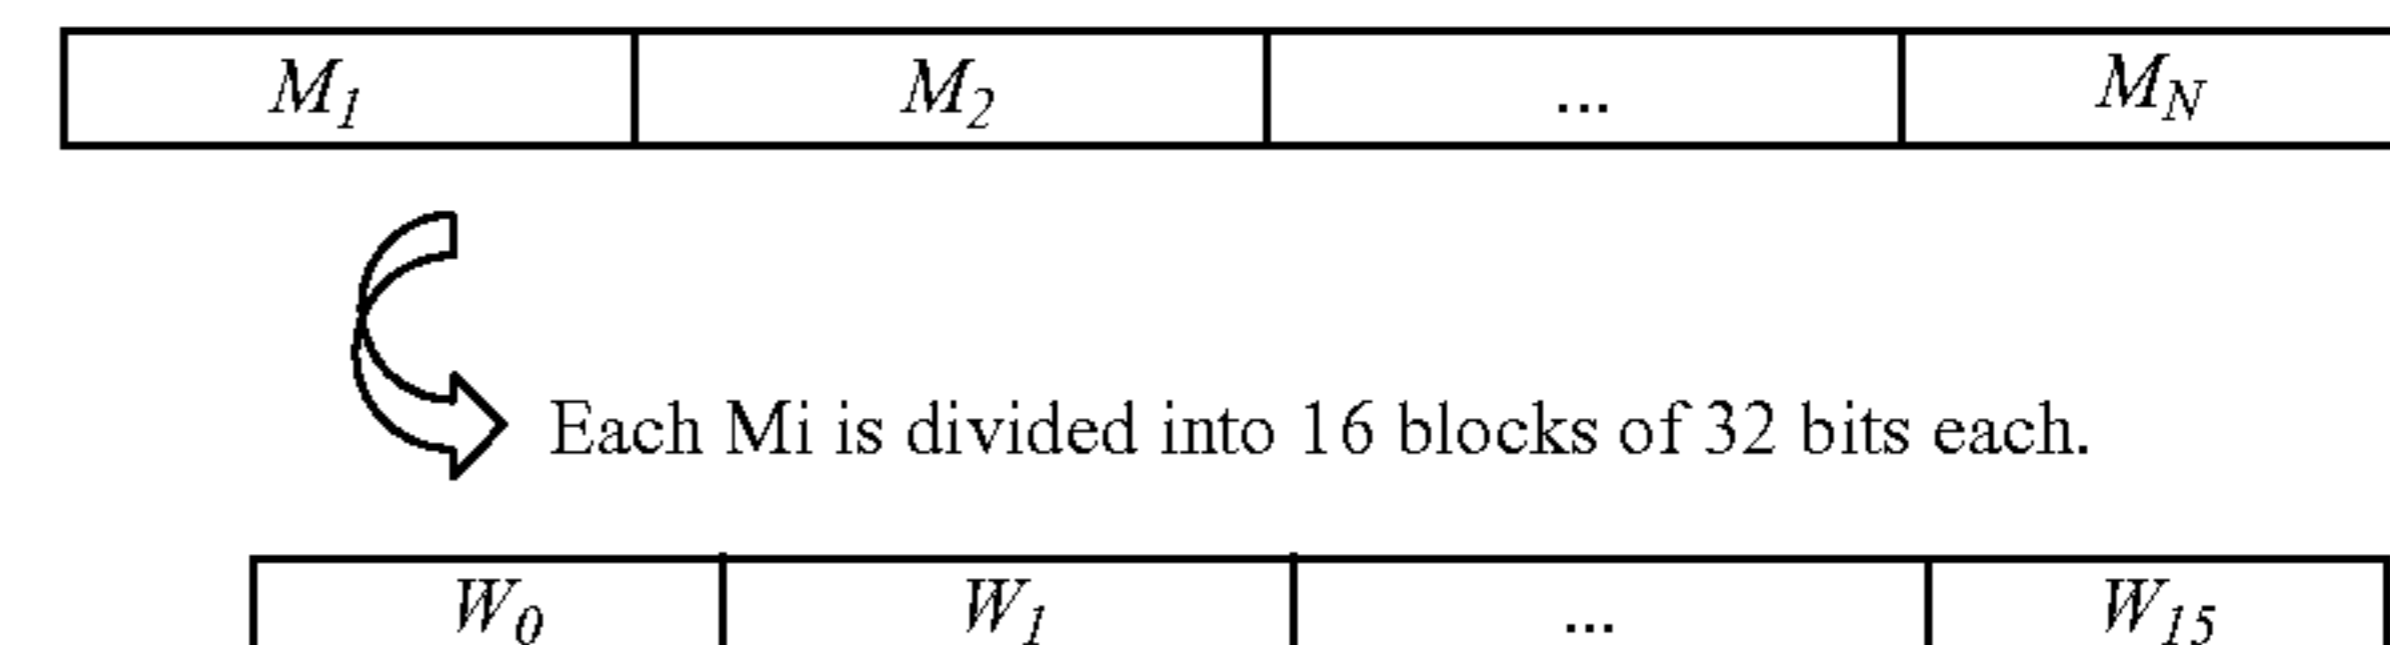 M1 M2 ... MN
Each Mi is divided into 16 blocks of 32 bits each.
W0 W1 ... W15